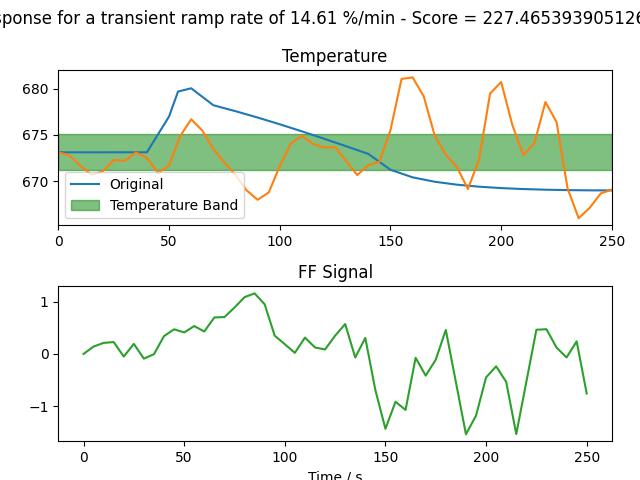 sponse for a transient ramp rate of 14.61 %/min - Score = 227.465393905126
Temperature
680
675
670
Original
Temperature Band
0 50 100 150 200 250
FF Signal
1
0
−1
0 50 100 150 200 250
Time / s